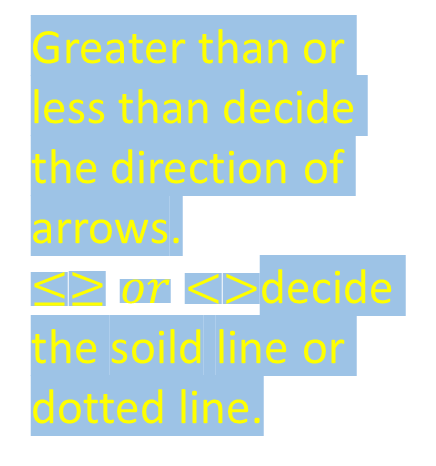 Greater than or
less than decide
the direction of
arrows.
≤≥ or <>decide
the soild line or
dotted line.